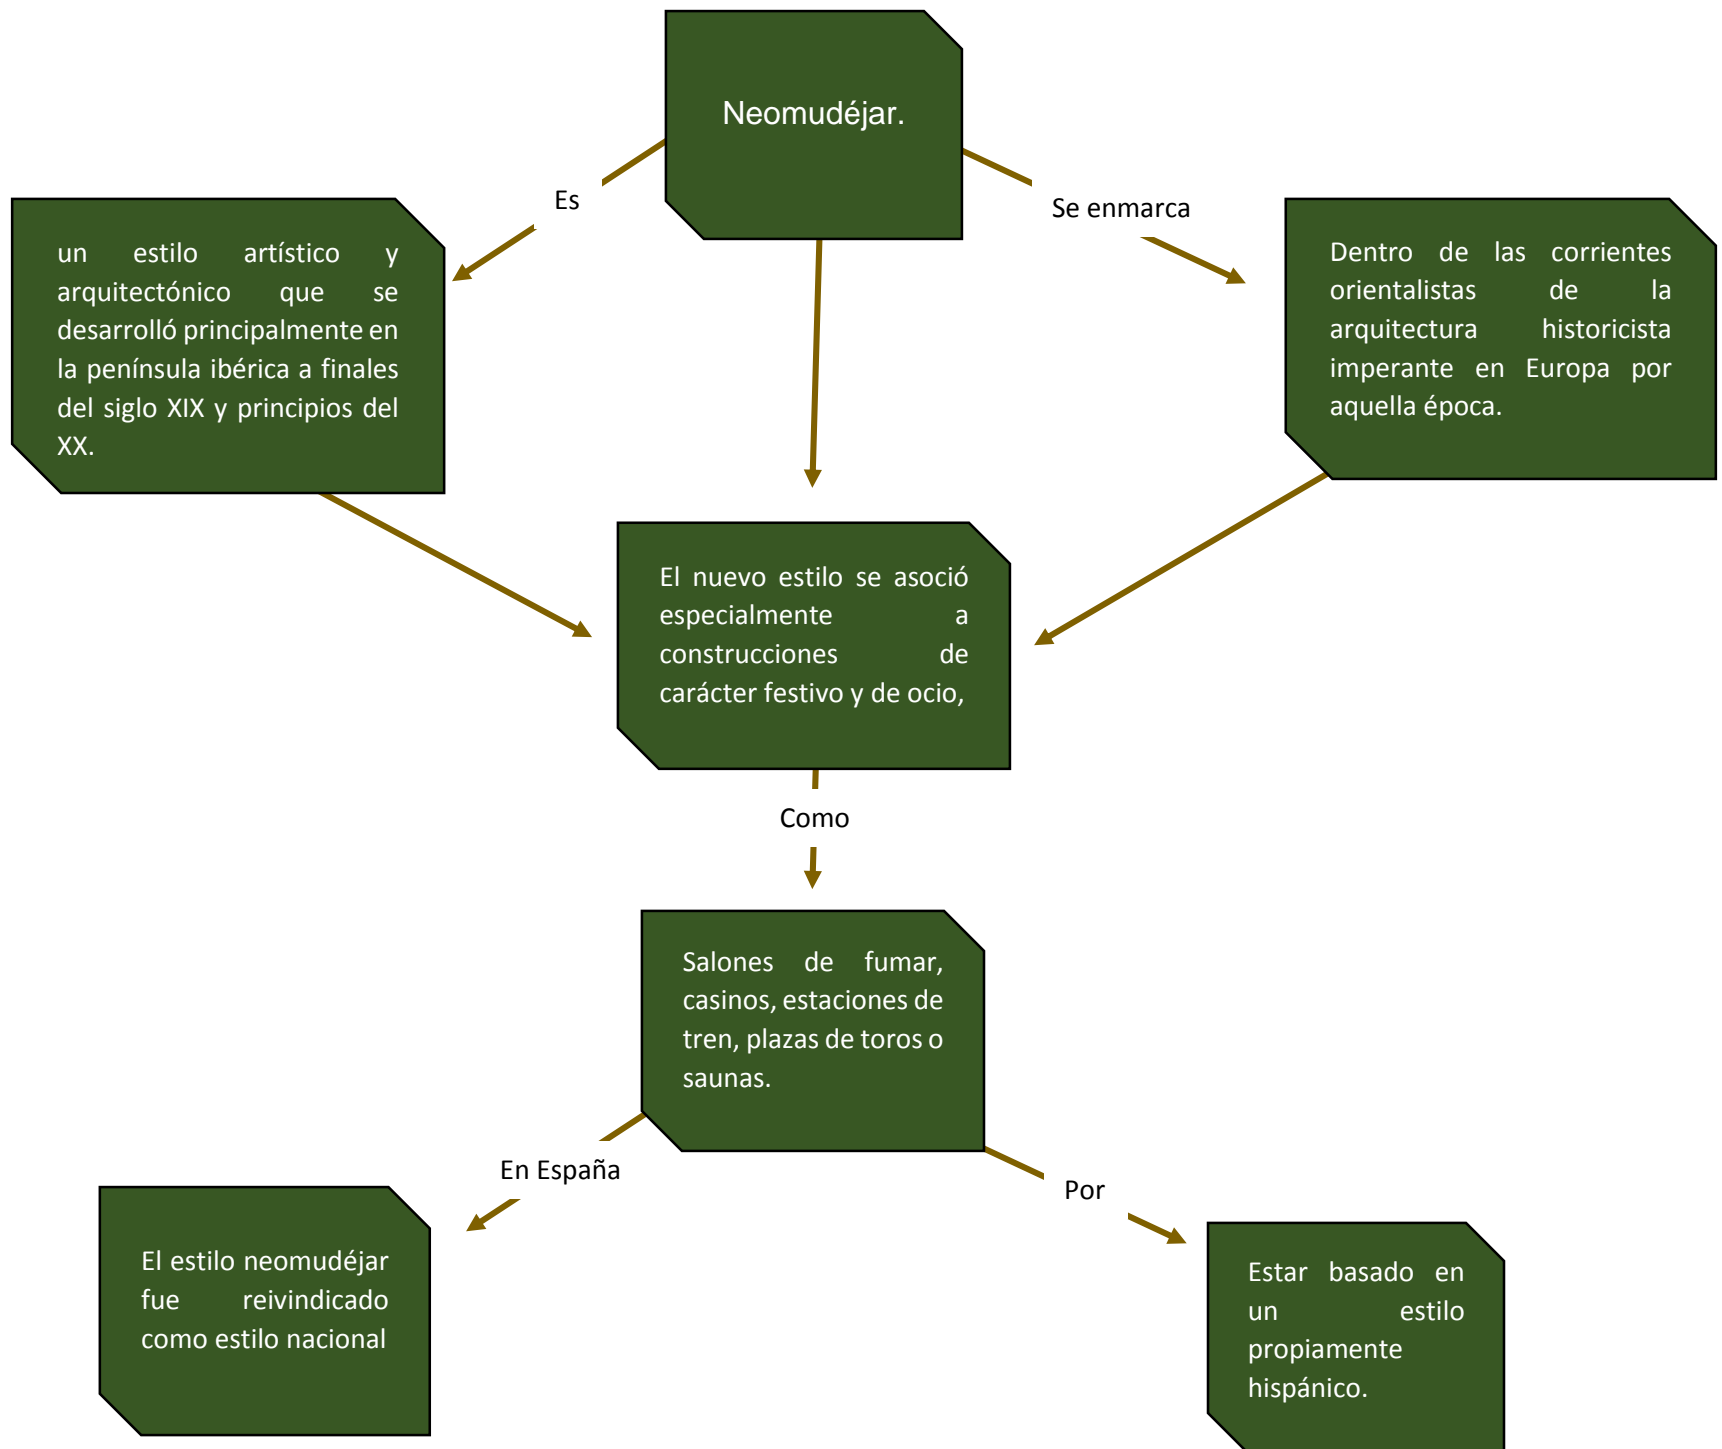 Neomudéjar.
Es
Se enmarca
un estilo artístico y
arquitectónico que se
desarrolló principalmente en
la península ibérica a finales
del siglo XIX y principios del
XX.
Dentro de las corrientes
orientalistas de la
arquitectura historicista
imperante en Europa por
aquella época.
El nuevo estilo se asoció
especialmente a
construcciones de
carácter festivo y de ocio,
Como
Salones de fumar,
casinos, estaciones de
tren, plazas de toros o
saunas.
En España
Por
El estilo neomudéjar
fue reivindicado
como estilo nacional
Estar basado en
un estilo
propiamente
hispánico.